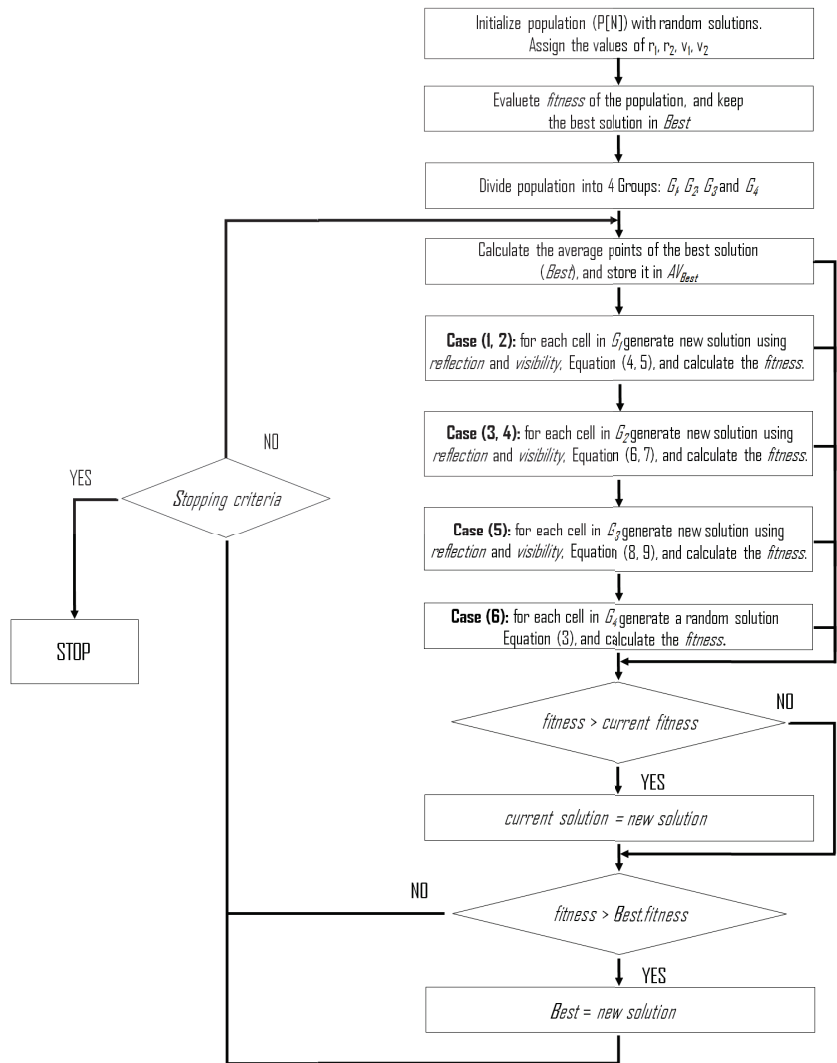 Initialize population (P[N]) with random solutions.
Assign the values of r₁, r₂, v₁, v₂
Evaluete fitness of the population, and keep
the best solution in Best
Divide population into 4 Groups: G₁, G₂, G₃ and G₄
Calculate the average points of the best solution
(Best), and store it in AV_Best
Case (1, 2): for each cell in G₁ generate new solution using
reflection and visibility, Equation (4, 5), and calculate the fitness.
Case (3, 4): for each cell in G₂ generate new solution using
reflection and visibility, Equation (6, 7), and calculate the fitness.
Case (5): for each cell in G₃ generate new solution using
reflection and visibility, Equation (8, 9), and calculate the fitness.
Case (6): for each cell in G₄ generate a random solution
Equation (3), and calculate the fitness.
fitness > current fitness
NO
YES
current solution = new solution
fitness > Best.fitness
NO
YES
Best = new solution
NO
YES
Stopping criteria
STOP